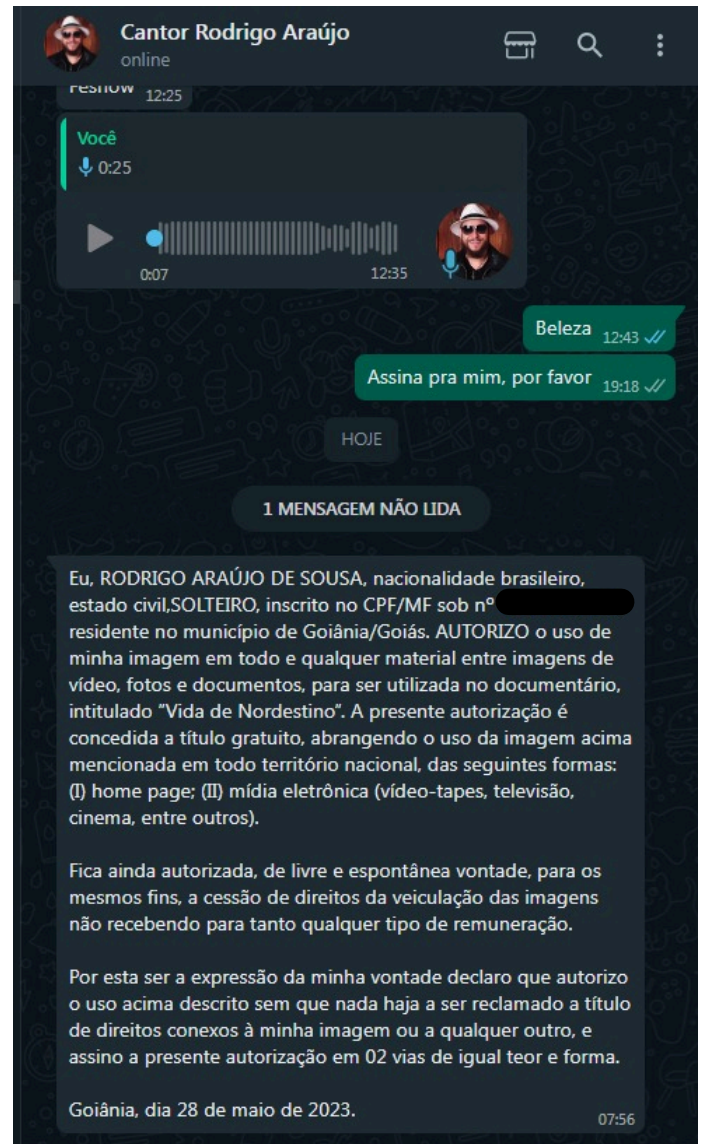 Cantor Rodrigo Araújo
online
12:25
Você
0:25
0:07
12:35
Beleza 12:43
Assina pra mim, por favor 19:18
HOJE
1 MENSAGEM NÃO LIDA
Eu, RODRIGO ARAÚJO DE SOUSA, nacionalidade brasileiro,
estado civil,SOLTEIRO, inscrito no CPF/MF sob nº
residente no município de Goiânia/Goiás. AUTORIZO o uso de
minha imagem em todo e qualquer material entre imagens de
vídeo, fotos e documentos, para ser utilizada no documentário,
intitulado "Vida de Nordestino". A presente autorização é
concedida a título gratuito, abrangendo o uso da imagem acima
mencionada em todo território nacional, das seguintes formas:
(I) home page; (II) mídia eletrônica (vídeo-tapes, televisão,
cinema, entre outros).
Fica ainda autorizada, de livre e espontânea vontade, para os
mesmos fins, a cessão de direitos da veiculação das imagens
não recebendo para tanto qualquer tipo de remuneração.
Por esta ser a expressão da minha vontade declaro que autorizo
o uso acima descrito sem que nada haja a ser reclamado a título
de direitos conexos à minha imagem ou a qualquer outro, e
assino a presente autorização em 02 vias de igual teor e forma.
Goiânia, dia 28 de maio de 2023.
07:56